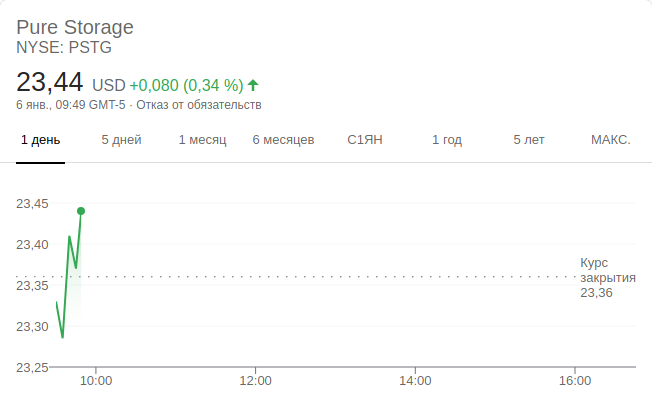 Pure Storage
NYSE: PSTG
23,44 USD +0,080 (0,34 %)
6 янв., 09:49 GMT-5 · Отказ от обязательств
1 день 5 дней 1 месяц 6 месяцев С1ЯН 1 год 5 лет МАКС.
23,45
23,40
23,35
23,30
23,25
Курс
закрытия
23,36
10:00 12:00 14:00 16:00